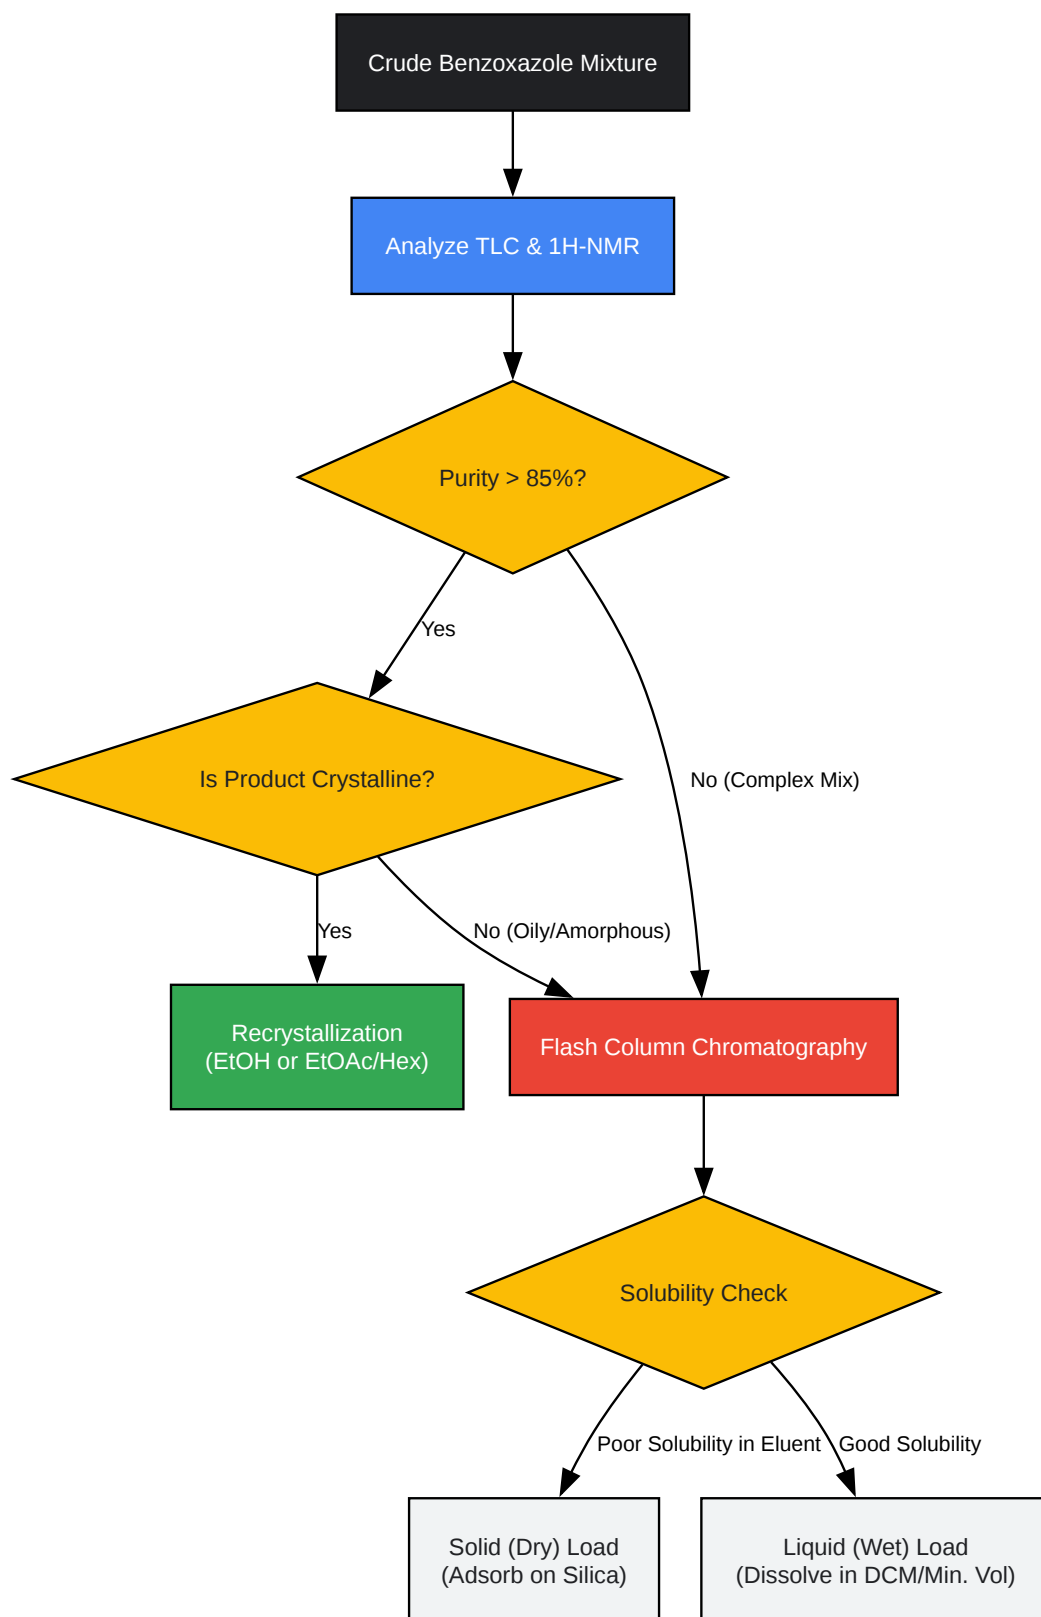 Crude Benzoxazole Mixture
Analyze TLC & 1H-NMR
Purity > 85%?
Yes
Is Product Crystalline?
No (Complex Mix)
Yes
No (Oily/Amorphous)
Recrystallization
(EtOH or EtOAc/Hex)
Flash Column Chromatography
Solubility Check
Poor Solubility in Eluent
Good Solubility
Solid (Dry) Load
(Adsorb on Silica)
Liquid (Wet) Load
(Dissolve in DCM/Min. Vol)